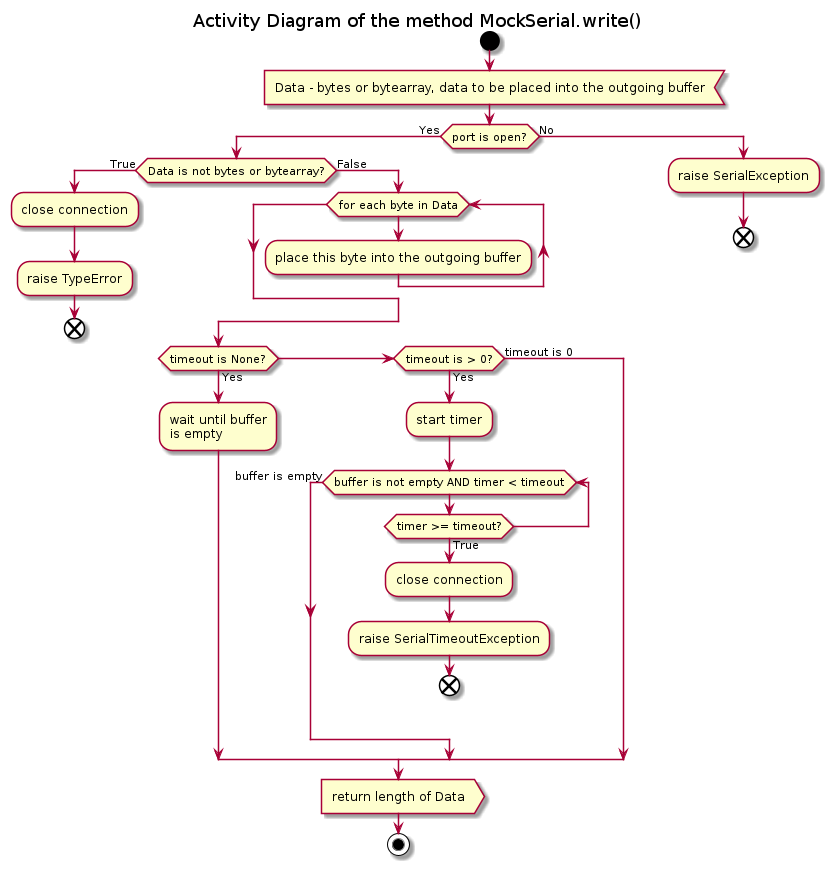 Activity Diagram of the method MockSerial.write()
Data - bytes or bytearray, data to be placed into the outgoing buffer
Yes
port is open?
No
True
Data is not bytes or bytearray?
False
raise SerialException
close connection
for each byte in Data
place this byte into the outgoing buffer
raise TypeError
timeout is None?
timeout is > 0?
timeout is 0
Yes
Yes
wait until buffer
is empty
start timer
buffer is empty
buffer is not empty AND timer < timeout
timer >= timeout?
True
close connection
raise SerialTimeoutException
return length of Data